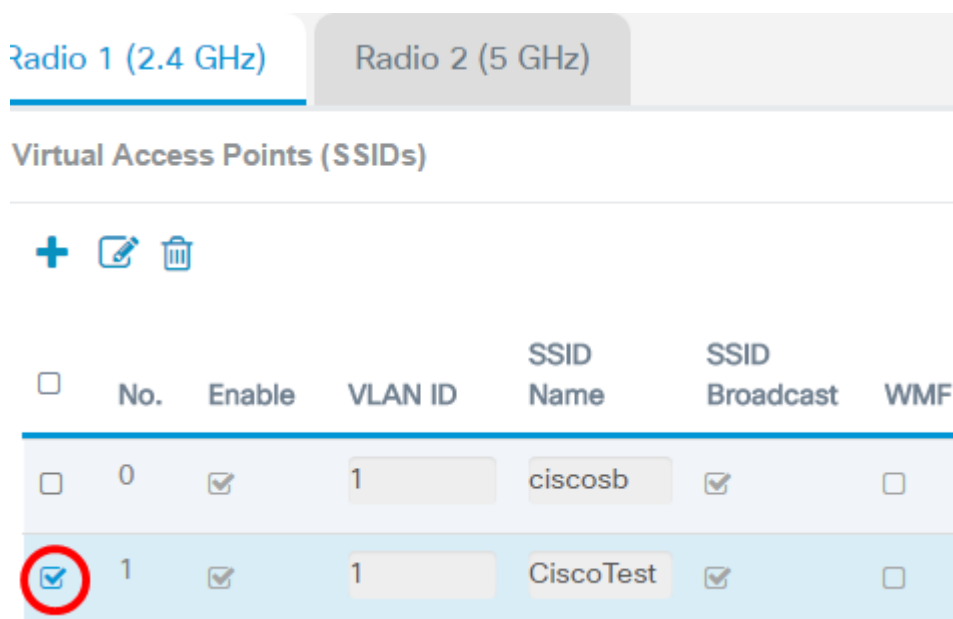 Radio 1 (2.4 GHz) Radio 2 (5 GHz)
Virtual Access Points (SSIDs)
No. Enable VLAN ID SSID Name SSID Broadcast WMF
0 1 ciscosb
1 1 CiscoTest